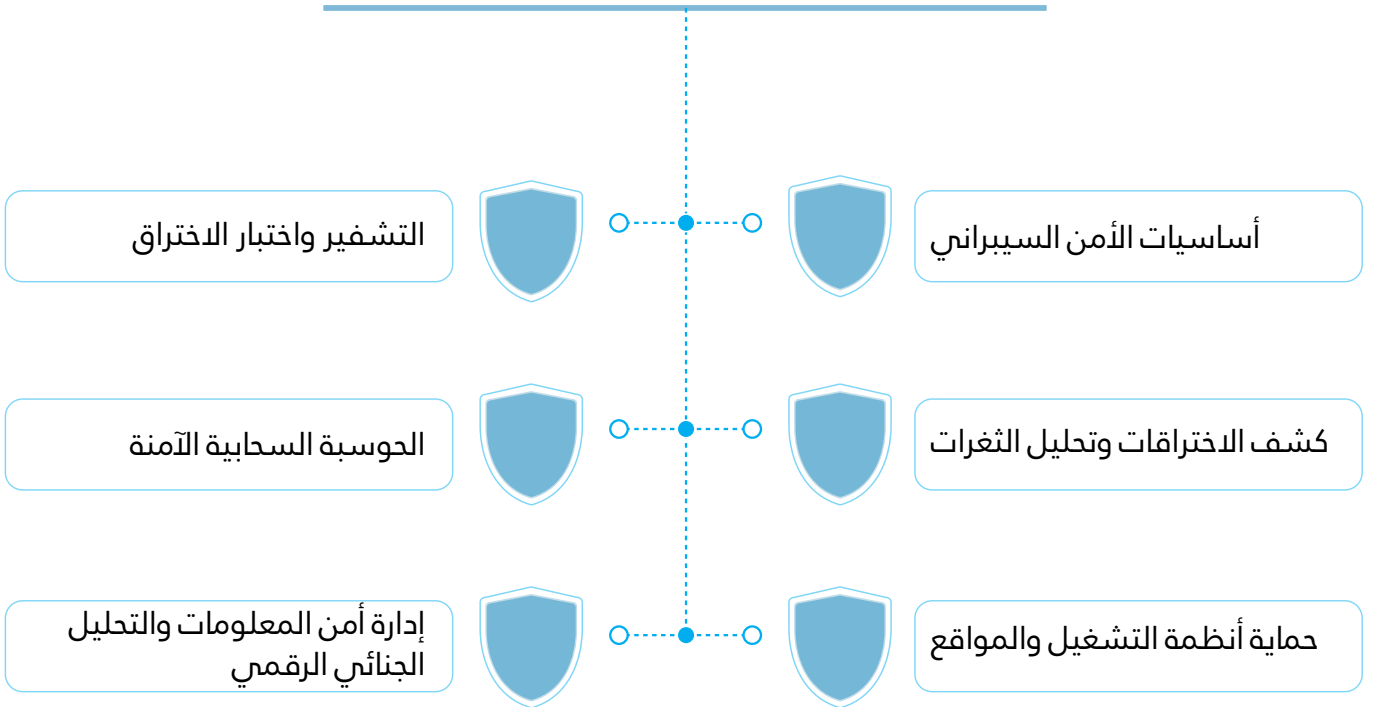 أساسيات الأمن السيبراني
التشفير واختبار الاختراق
كشف الاختراقات وتحليل الثغرات
الحوسبة السحابية الآمنة
حماية أنظمة التشغيل والمواقع
إدارة أمن المعلومات والتحليل
الجنائي الرقمي